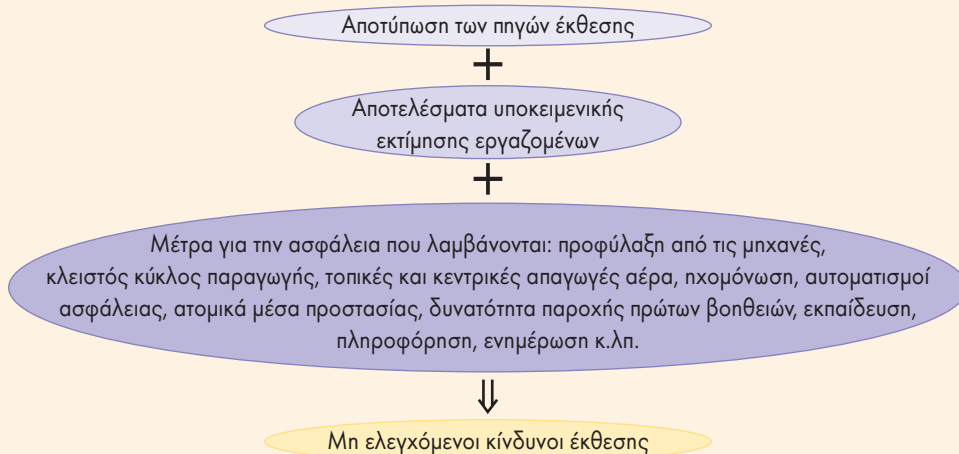 Αποτύπωση των πηγών έκθεσης
+
Αποτελέσματα υποκειμενικής
εκτίμησης εργαζομένων
+
Μέτρα για την ασφάλεια που λαμβάνονται: προφύλαξη από τις μηχανές,
κλειστός κύκλος παραγωγής, τοπικές και κεντρικές απαγωγές αέρα, ηχομόνωση, αυτοματισμοί
ασφάλειας, ατομικά μέσα προστασίας, δυνατότητα παροχής πρώτων βοηθειών, εκπαίδευση,
πληροφόρηση, ενημέρωση κ.λπ.
⇓
Μη ελεγχόμενοι κίνδυνοι έκθεσης